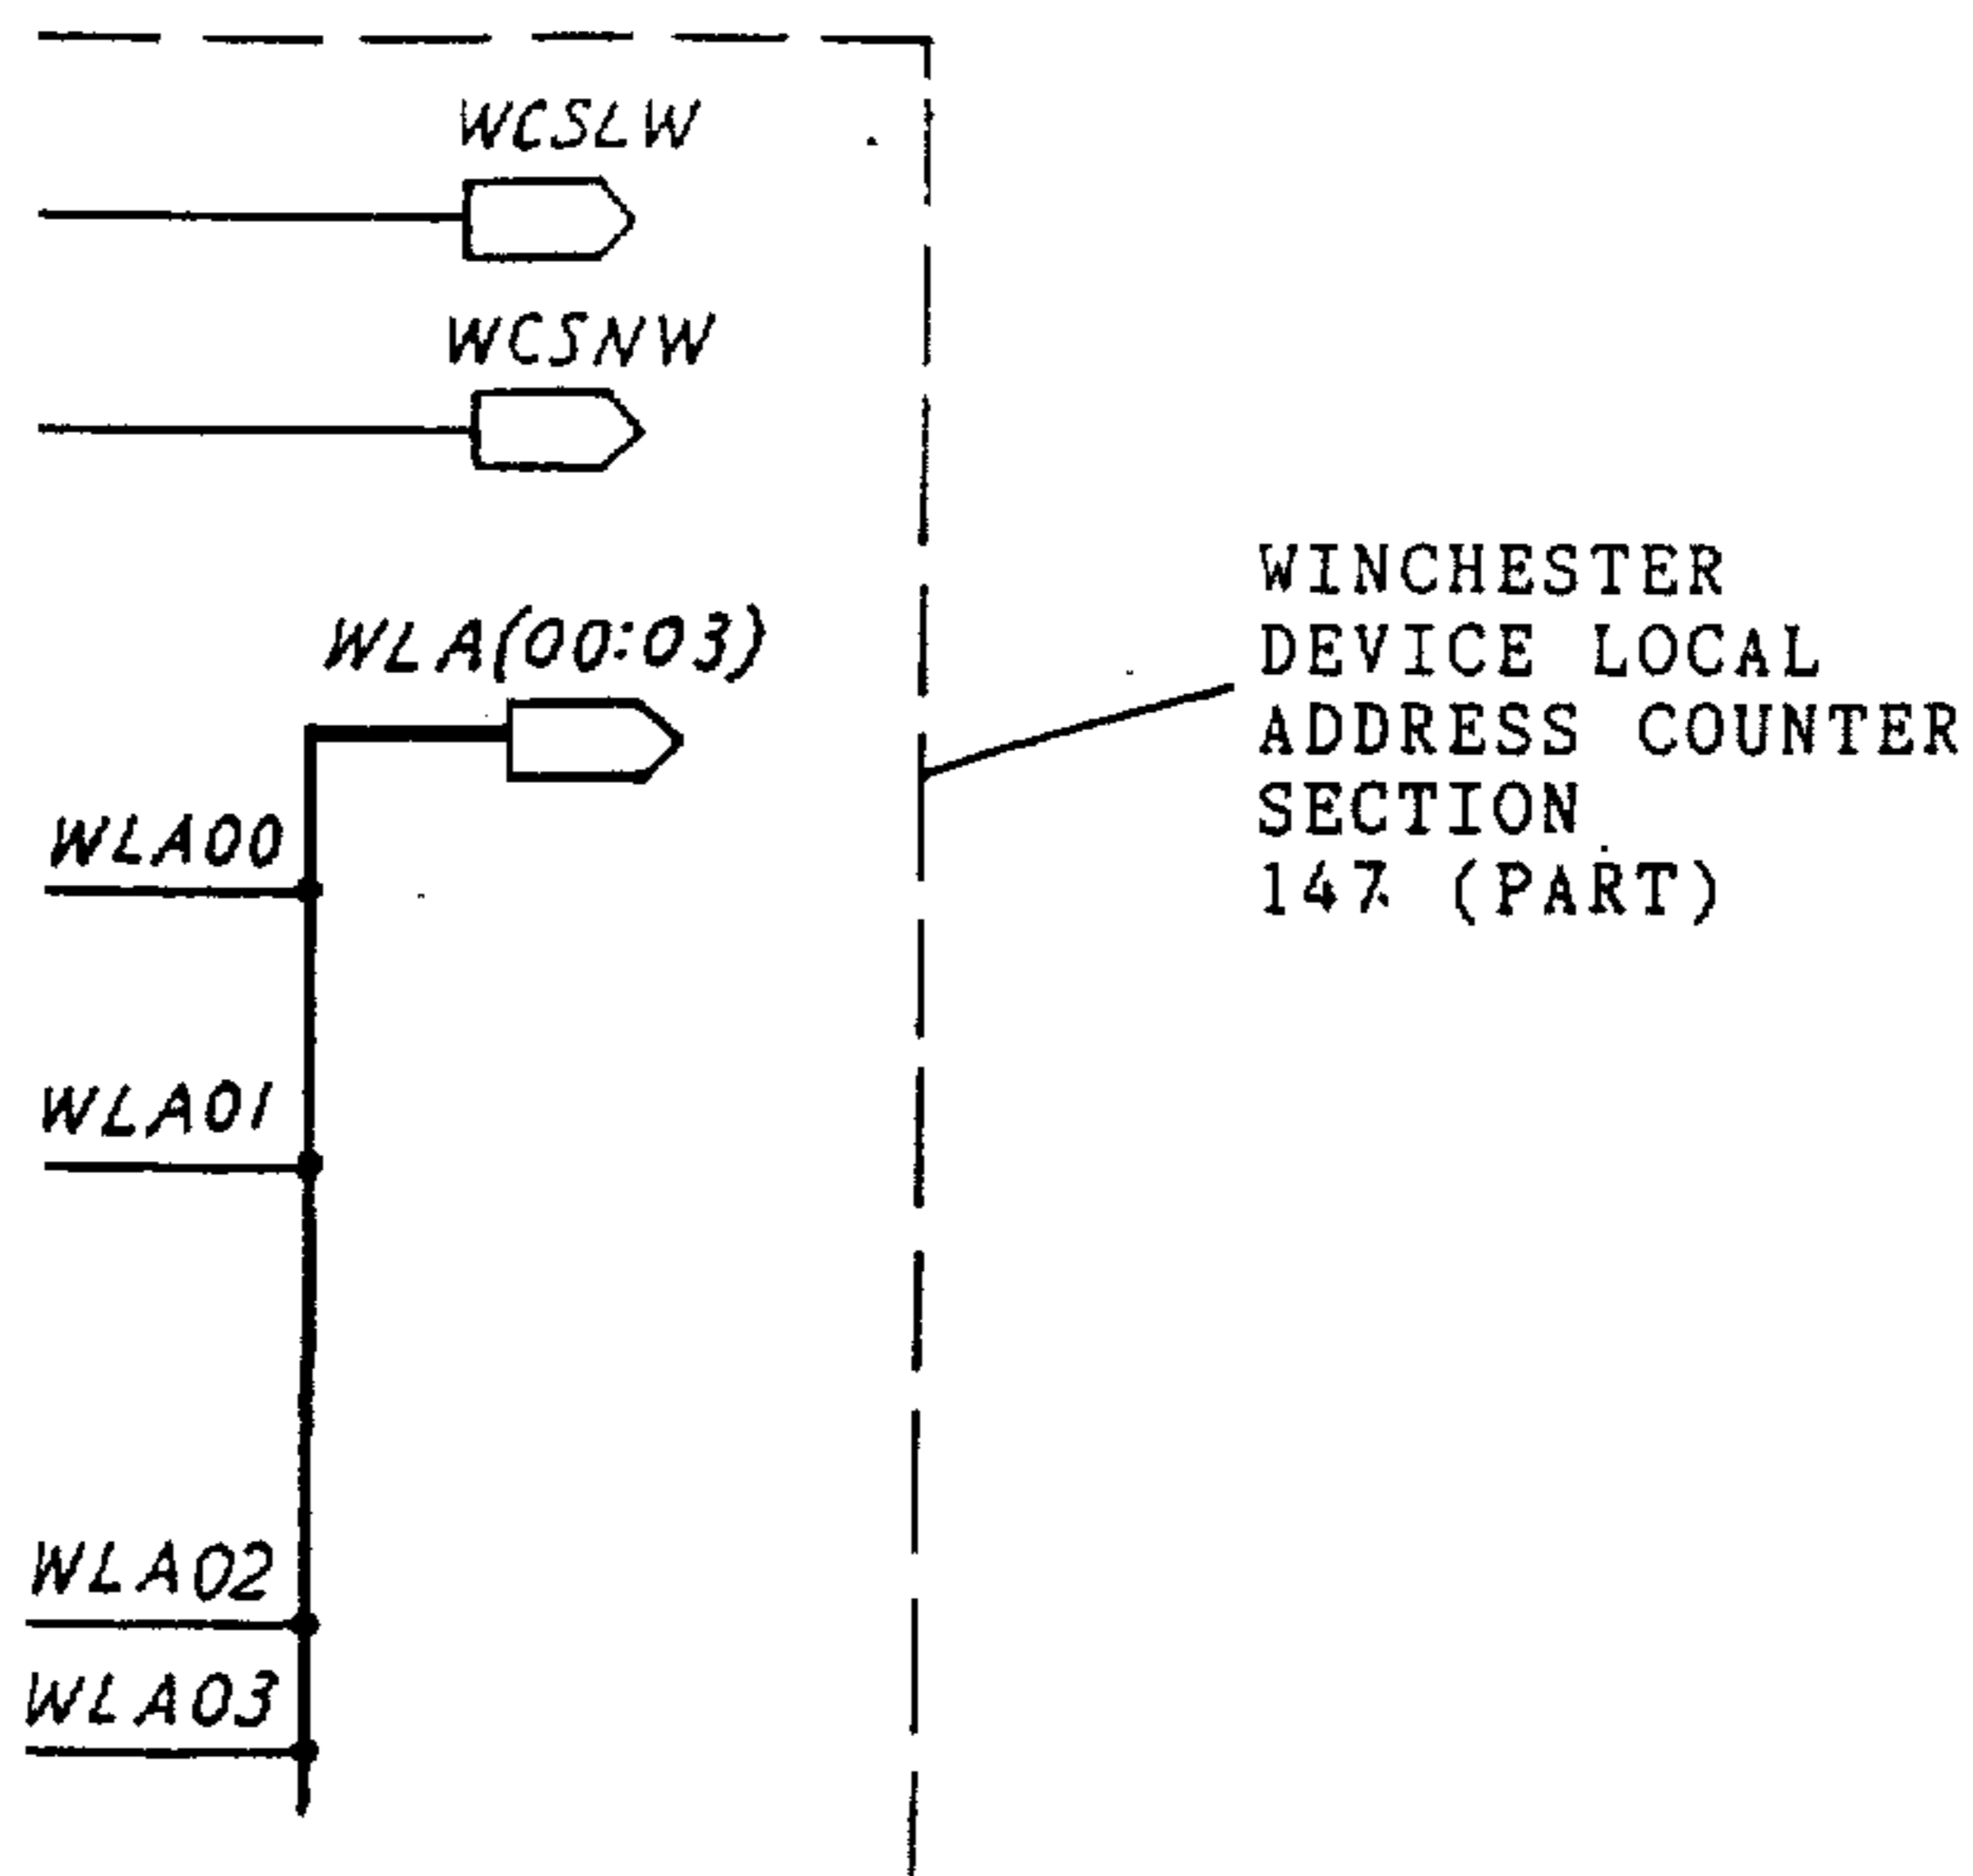 WCSLW
WCSNW
WLA(00:03)
WLA00
WLA01
WLA02
WLA03
WINCHESTER
DEVICE LOCAL
ADDRESS COUNTER
SECTION
147 (PART)